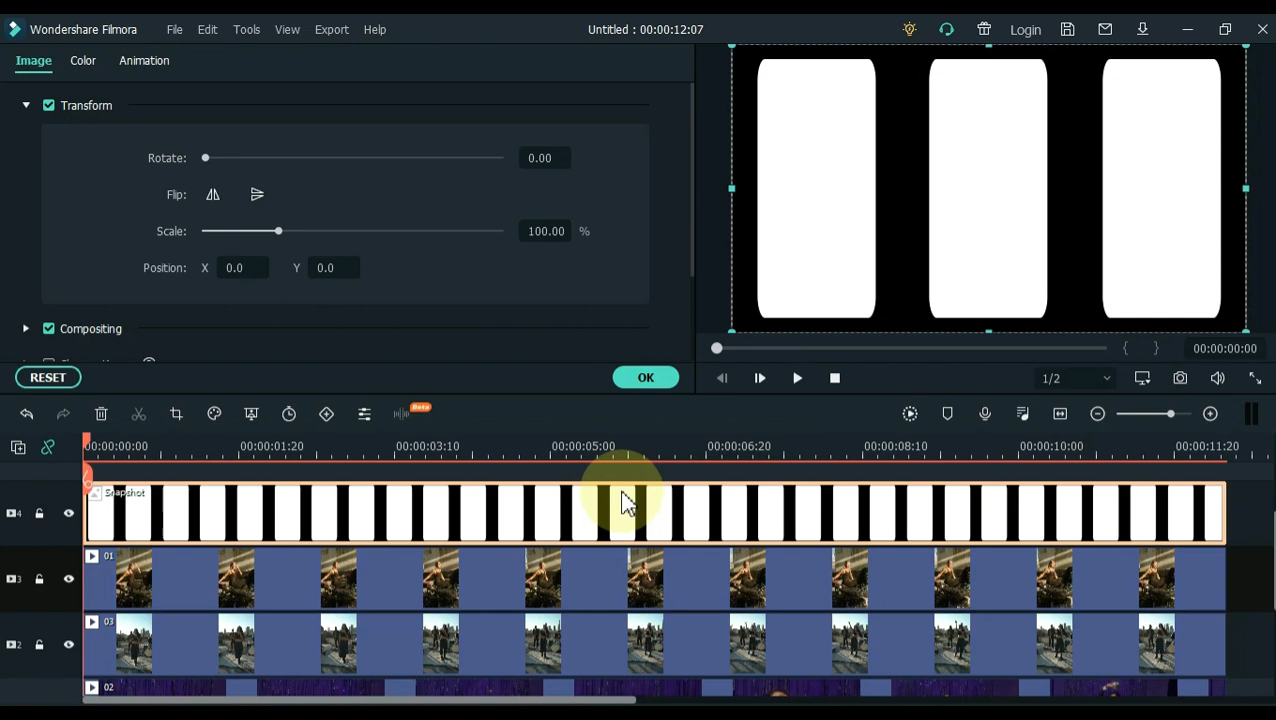 Wondershare Filmora File Edit Tools View Export Help Untitled : 00:00:12:07 Login
Image Color Animation
Transform
Rotate: 0.00
Flip:
Scale: 100.00 %
Position: X 0.0 Y 0.0
Compositing
RESET OK
00:00:00:00
1/2
Beta
00:00:00:00 00:00:01:20 00:00:03:10 00:00:05:00 00:00:06:20 00:00:08:10 00:00:10:00 00:00:11:20
Snapshot
4
01
3
03
2
02